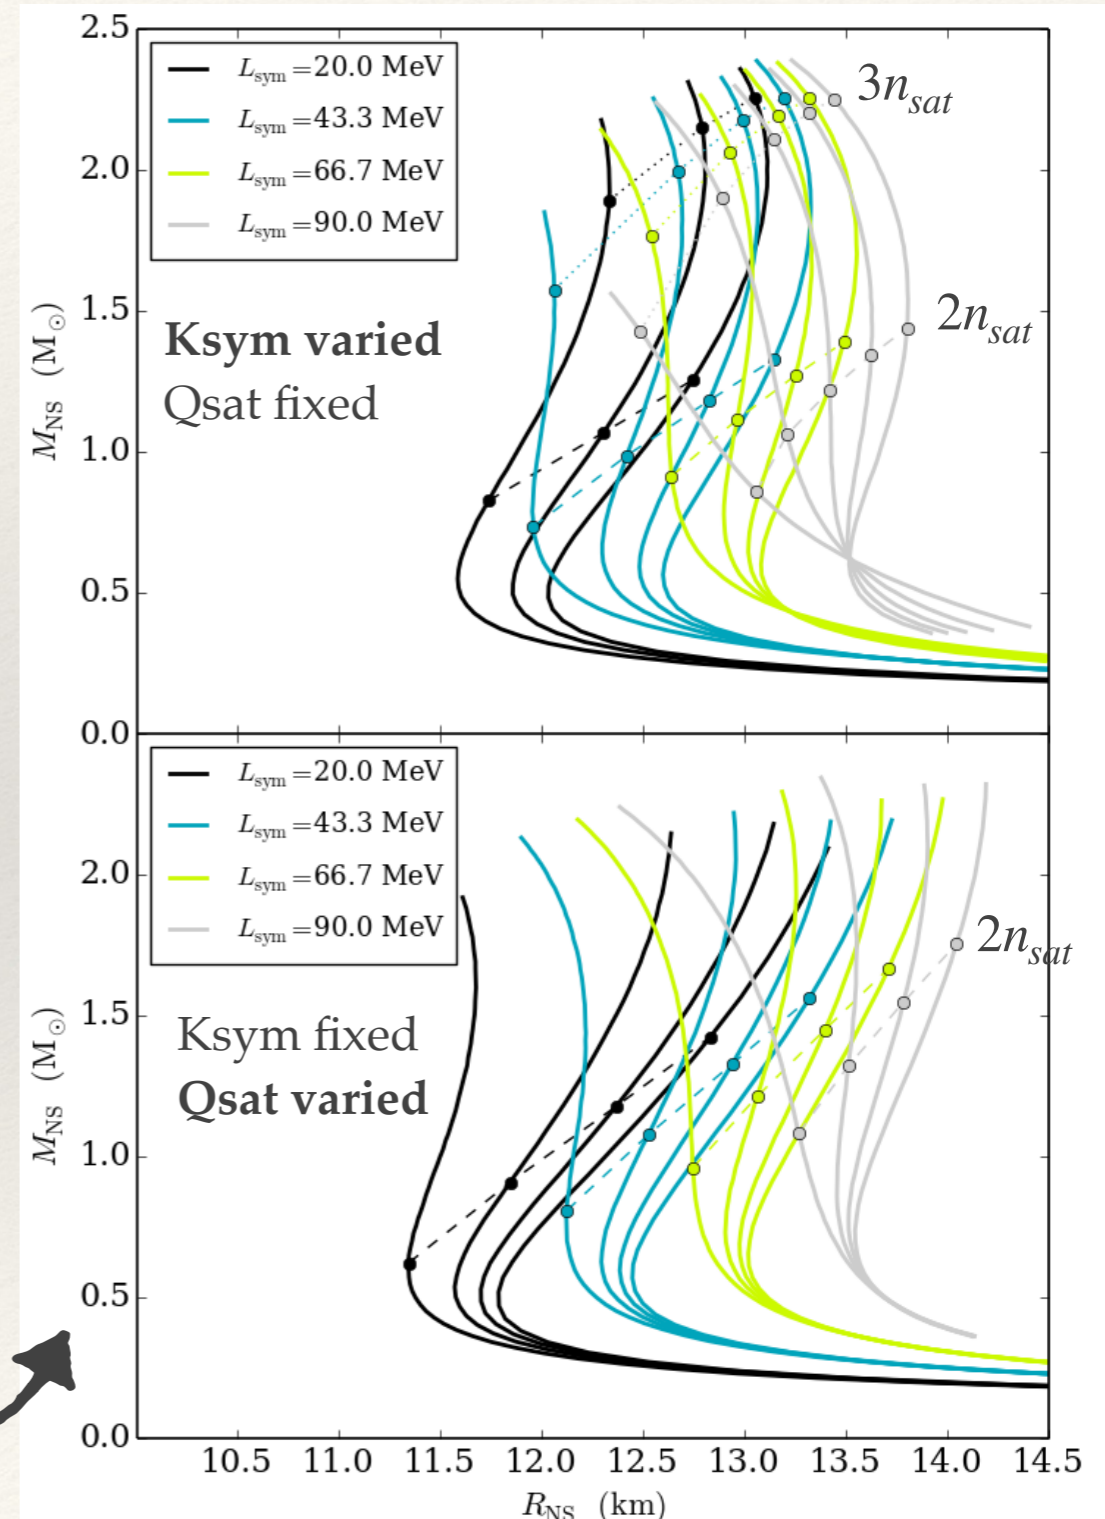 2.5
2.0
1.5
1.0
0.5
0.0
L_sym=20.0 MeV
L_sym=43.3 MeV
L_sym=66.7 MeV
L_sym=90.0 MeV
3n_sat
2n_sat
Ksym varied
Qsat fixed
M_NS (M_⊙)
L_sym=20.0 MeV
L_sym=43.3 MeV
L_sym=66.7 MeV
L_sym=90.0 MeV
2.0
1.5
1.0
0.5
0.0
2n_sat
Ksym fixed
Qsat varied
M_NS (M_⊙)
10.5 11.0 11.5 12.0 12.5 13.0 13.5 14.0 14.5
R_NS (km)